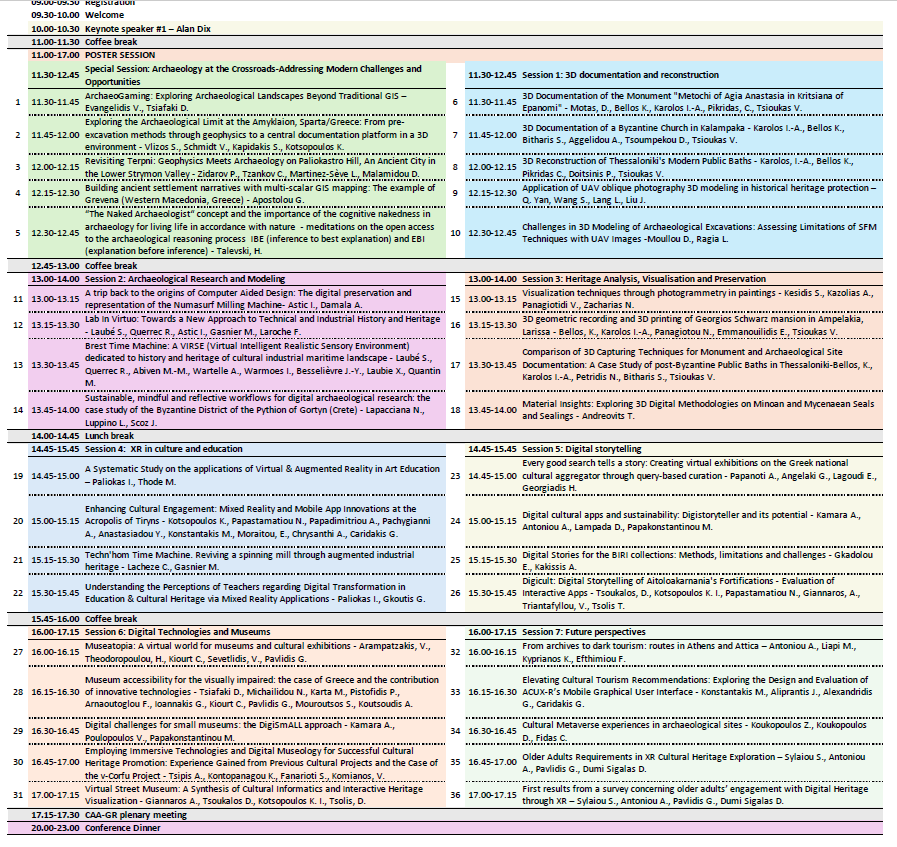 09.00-09.30 Registration
09.30-10.00 Welcome
10.00-10.30 Keynote speaker #1 – Alan Dix
11.00-11.30 Coffee break
11.00-17.00 POSTER SESSION
11.30-12.45 Special Session: Archaeology at the Crossroads-Addressing Modern Challenges and
Opportunities
1 11.30-11.45 ArchaeoGaming: Exploring Archaeological Landscapes Beyond Traditional GIS –
Evangelidis V., Tsiafaki D.
2 11.45-12.00 Exploring the Archaeological Limit at the Amyklaion, Sparta/Greece: From pre-
excavation methods through geophysics to a central documentation platform in a 3D
environment - Vlizos S., Schmidt V., Kapidakis S., Kotsopoulos K.
3 12.00-12.15 Revisiting Terpni: Geophysics Meets Archaeology on Paliokastro Hill, An Ancient City in
the Lower Strymon Valley - Zidarov P., Tzankov C., Martinez-Sève L., Malamidou D.
4 12.15-12.30 Building ancient settlement narratives with multi-scalar GIS mapping: The example of
Grevena (Western Macedonia, Greece) - Apostolou G.
5 12.30-12.45 "The Naked Archaeologist" concept and the importance of the cognitive nakedness in
archaeology for living life in accordance with nature - meditations on the open access
to the archaeological reasoning process IBE (inference to best explanation) and EBI
(explanation before inference) - Talevski, H.
11.30-12.45 Session 1: 3D documentation and reconstruction
6 11.30-11.45 3D Documentation of the Monument "Metochi of Agia Anastasia in Kritsiana of
Epanomi" - Motas, D., Bellos K., Karolos I.-A., Pikridas, C., Tsioukas V.
7 11.45-12.00 3D Documentation of a Byzantine Church in Kalampaka - Karolos I.-A., Bellos K.,
Bitharis S., Aggelidou A., Tsoumpekou D., Tsioukas V.
8 12.00-12.15 3D Reconstruction of Thessaloniki's Modern Public Baths - Karolos, I.-A., Bellos K.,
Pikridas C., Doitsinis P., Tsioukas V.
9 12.15-12.30 Application of UAV oblique photography 3D modeling in historical heritage protection –
Q. Yan, Wang S., Lang L., Liu J.
10 12.30-12.45 Challenges in 3D Modeling of Archaeological Excavations: Assessing Limitations of SFM
Techniques with UAV Images -Moullou D., Ragia L.
12.45-13.00 Coffee break
13.00-14.00 Session 2: Archaeological Research and Modeling
11 13.00-13.15 A trip back to the origins of Computer Aided Design: The digital preservation and
representation of the Numasurf Milling Machine- Astic I., Damala A.
12 13.15-13.30 Lab in Virtuo: Towards a New Approach to Technical and Industrial History and Heritage
- Laubé S., Querrec R., Astic I., Gasnier M., Laroche F.
13 13.30-13.45 Brest Time Machine: A VIRSE (Virtual Intelligent Realistic Sensory Environment)
dedicated to history and heritage of cultural industrial maritime landscape - Laubé S.,
Querrec R., Abiven M.-M., Wartelle A., Warmoes I., Besselièvre J.-Y., Laubie X., Quantin
M.
14 13.45-14.00 Sustainable, mindful and reflective workflows for digital archaeological research: the
case study of the Byzantine District of the Pythion of Gortyn (Crete) - Lapaccina N.,
Luppino L., Scoz J.
13.00-14.00 Session 3: Heritage Analysis, Visualisation and Preservation
15 13.00-13.15 Visualization techniques through photogrammetry in paintings - Kesidis S., Kazolias A.,
Panagiotidi V., Zacharias N.
16 13.15-13.30 3D geometric recording and 3D printing of Georgios Schwarz mansion in Ampelakia,
Larissa - Bellos, K., Karolos I.-A., Panagiotou N., Emmanouilidis E., Tsioukas V.
17 13.30-13.45 Comparison of 3D Capturing Techniques for Monument and Archaeological Site
Documentation: A Case Study of post-Byzantine Public Baths in Thessaloniki-Bellos, K.,
Karolos I.-A., Petridis N., Bitharis S., Tsioukas V.
18 13.45-14.00 Material Insights: Exploring 3D Digital Methodologies on Minoan and Mycenaean Seals
and Sealings - Andreovits T.
14.00-14.45 Lunch break
14.45-15.45 Session 4: XR in culture and education
19 14.45-15.00 A Systematic Study on the applications of Virtual & Augmented Reality in Art Education
– Paliokas I., Thode M.
20 15.00-15.15 Enhancing Cultural Engagement: Mixed Reality and Mobile App Innovations at the
Acropolis of Tiryns - Kotsopoulos K., Papastamatiou N., Papadimitriou A., Pachygianni
A., Anastasiadou Y., Konstantakis M., Moraitou, E., Chrysanthi A., Caridakis G.
21 15.15-15.30 Techn'hom Time Machine. Reviving a spinning mill through augmented industrial
heritage - Lacheze C., Gasnier M.
22 15.30-15.45 Understanding the Perceptions of Teachers regarding Digital Transformation in
Education & Cultural Heritage via Mixed Reality Applications - Paliokas I., Gkoutis G.
14.45-15.45 Session 5: Digital storytelling
23 14.45-15.00 Every good search tells a story: Creating virtual exhibitions on the Greek national
cultural aggregator through query-based curation - Papanoti A., Angelaki G., Lagoudi E.,
Georgiadis H.
24 15.00-15.15 Digital cultural apps and sustainability: Digistoryteller and its potential - Kamara A.,
Antoniou A., Lampada D., Papakonstantinou M.
25 15.15-15.30 Digital Stories for the BIRI collections: Methods, limitations and challenges - Gkadolou
E., Kakissis A.
26 15.30-15.45 Digicult: Digital Storytelling of Aitoloakarnania's Fortifications - Evaluation of
Interactive Apps - Tsoukalos, D., Kotsopoulos K. I., Papastamatiou N., Giannaros, A.,
Triantafyllou, V., Tsolis T.
15.45-16.00 Coffee break
16.00-17.15 Session 6: Digital Technologies and Museums
27 16.00-16.15 Museatopia: A virtual world for museums and cultural exhibitions - Arampatzakis, V.,
Theodoropoulou, H., Kiourt C., Sevetlidis, V., Pavlidis G.
28 16.15-16.30 Museum accessibility for the visually impaired: the case of Greece and the contribution
of innovative technologies - Tsiafaki D., Michailidou N., Karta M., Pistofidis P.,
Arnaoutoglou F., Ioannakis G., Kiourt C., Pavlidis G., Mouroutsos S., Koutsoudis A.
29 16.30-16.45 Digital challenges for small museums: the DigiSmALL approach - Kamara A.,
Poulopoulos V., Papakonstantinou M.
30 16.45-17.00 Employing Immersive Technologies and Digital Museology for Successful Cultural
Heritage Promotion: Experience Gained from Previous Cultural Projects and the Case of
the v-Corfu Project - Tsipis A., Kontopanagou K., Fanarioti S., Komianos, V.
31 17.00-17.15 Virtual Street Museum: A Synthesis of Cultural Informatics and Interactive Heritage
Visualization - Giannaros A., Tsoukalos D., Kotsopoulos K. I., Tsolis, D.
16.00-17.15 Session 7: Future perspectives
32 16.00-16.15 From archives to dark tourism: routes in Athens and Attica – Antoniou A., Liapi M.,
Kyprianos K., Efthimiou F.
33 16.15-16.30 Elevating Cultural Tourism Recommendations: Exploring the Design and Evaluation of
ACUX-R's Mobile Graphical User Interface - Konstantakis M., Aliprantis J., Alexandridis
G., Caridakis G.
34 16.30-16.45 Cultural Metaverse experiences in archaeological sites - Koukopoulos Z., Koukopoulos
D., Fidas C.
35 16.45-17.00 Older Adults Requirements in XR Cultural Heritage Exploration – Sylaiou S., Antoniou
A., Pavlidis G., Dumi Sigalas D.
36 17.00-17.15 First results from a survey concerning older adults' engagement with Digital Heritage
through XR – Sylaiou S., Antoniou A., Pavlidis G., Dumi Sigalas D.
17.15-17.30 CAA-GR plenary meeting
20.00-23.00 Conference Dinner